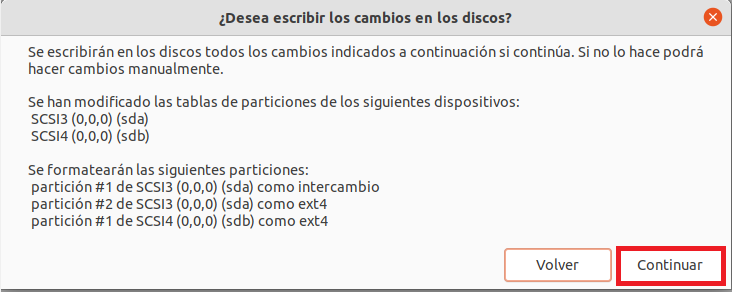 ¿Desea escribir los cambios en los discos?
Se escribirán en los discos todos los cambios indicados a continuación si continúa. Si no lo hace podrá
hacer cambios manualmente.
Se han modificado las tablas de particiones de los siguientes dispositivos:
SCSI3 (0,0,0) (sda)
SCSI4 (0,0,0) (sdb)
Se formatearán las siguientes particiones:
partición #1 de SCSI3 (0,0,0) (sda) como intercambio
partición #2 de SCSI3 (0,0,0) (sda) como ext4
partición #1 de SCSI4 (0,0,0) (sdb) como ext4
Volver Continuar